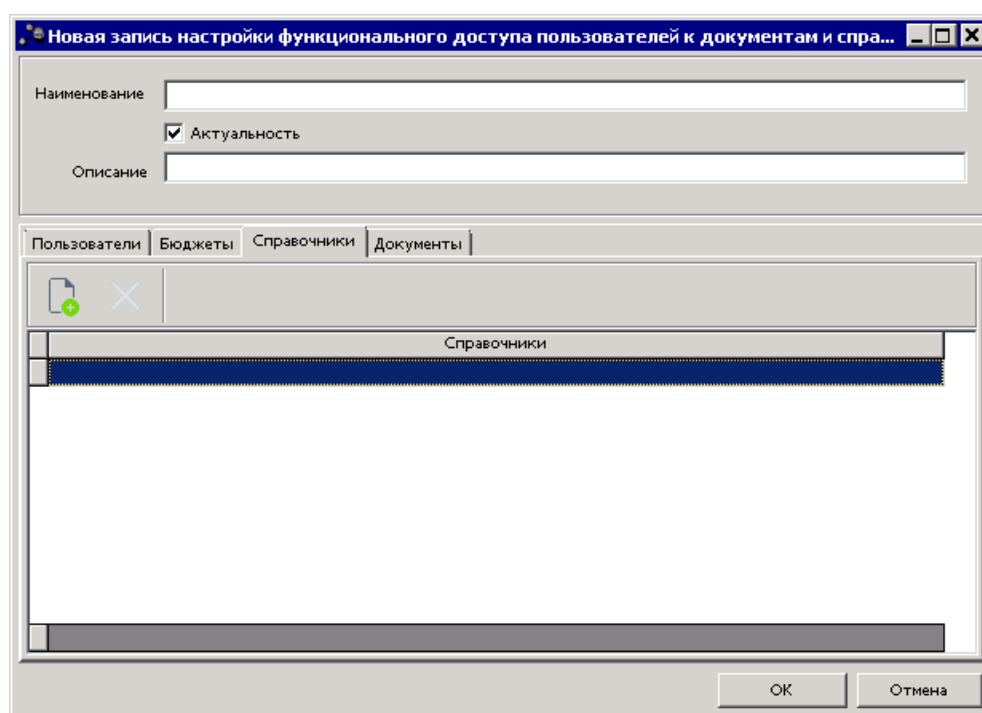 Новая запись настройки функционального доступа пользователей к документам и спра...
Наименование
Актуальность
Описание
Пользователи Бюджеты Справочники Документы
Справочники
OK Отмена